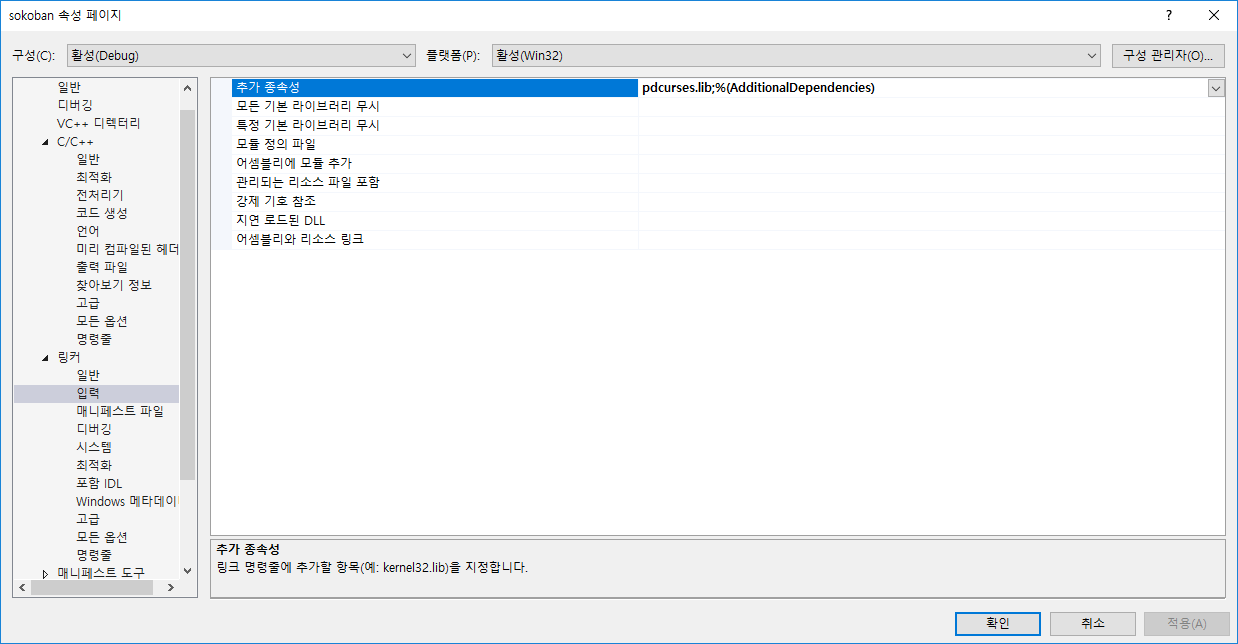 sokoban 속성 페이지
?
구성(C):
활성(Debug)
플랫폼(P):
활성(Win32)
구성 관리자(O)...
일반
디버깅
VC++ 디렉터리
C/C++
일반
최적화
전처리기
코드 생성
언어
미리 컴파일된 헤더
출력 파일
찾아보기 정보
고급
모든 옵션
명령줄
링커
일반
입력
매니페스트 파일
디버깅
시스템
최적화
포함 IDL
Windows 메타데이
고급
모든 옵션
명령줄
매니페스트 도구
추가 종속성 pdcurses.lib;%(AdditionalDependencies)
모든 기본 라이브러리 무시
특정 기본 라이브러리 무시
모듈 정의 파일
어셈블리에 모듈 추가
관리되는 리소스 파일 포함
강제 기호 참조
지연 로드된 DLL
어셈블리와 리소스 링크
추가 종속성
링크 명령줄에 추가할 항목(예: kernel32.lib)을 지정합니다.
확인
취소
적용(A)